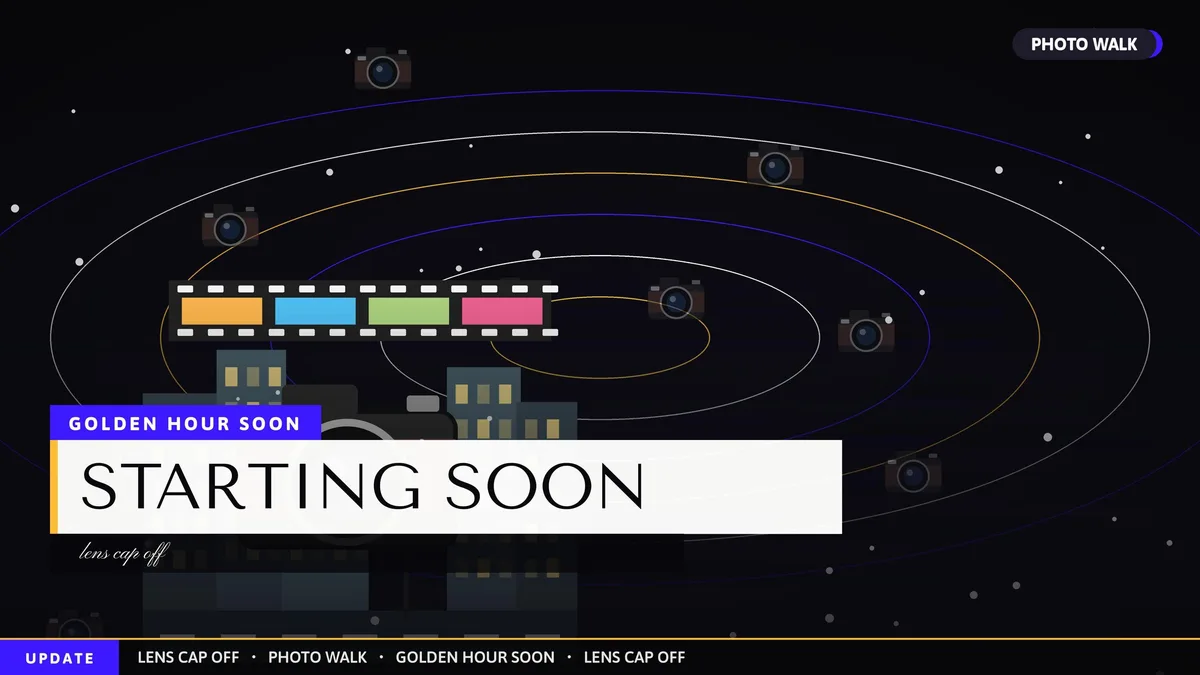 PHOTO WALK
GOLDEN HOUR SOON
STARTING SOON
lens cap off
UPDATE
LENS CAP OFF • PHOTO WALK • GOLDEN HOUR SOON • LENS CAP OFF